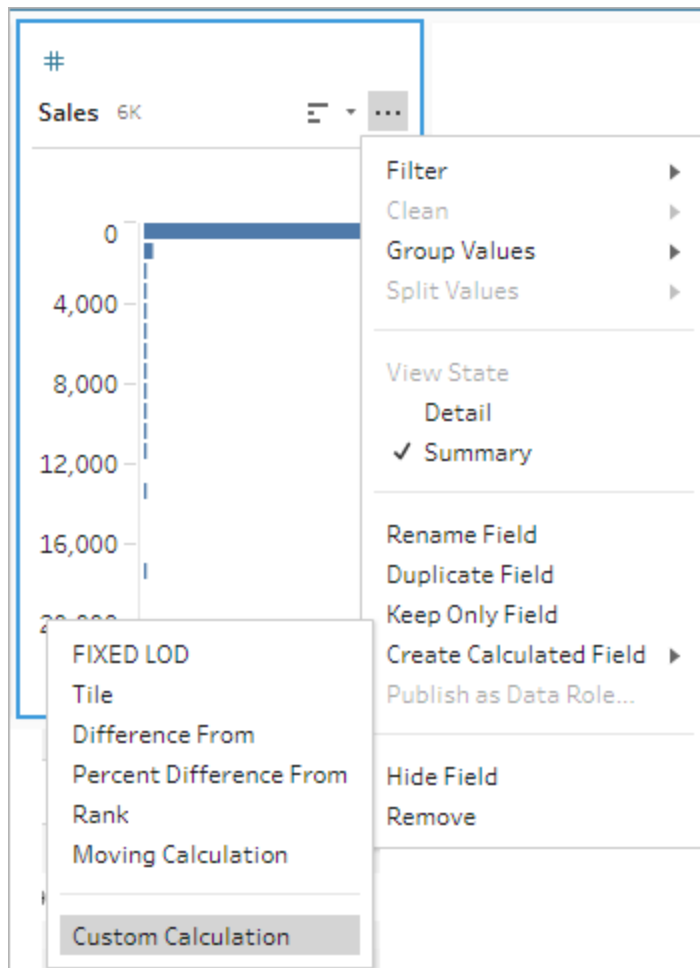 #
Sales 6K
0
4,000
8,000
12,000
16,000
Filter
Clean
Group Values
Split Values
View State
Detail
✓ Summary
Rename Field
Duplicate Field
Keep Only Field
Create Calculated Field
Publish as Data Role...
Hide Field
Remove
FIXED LOD
Tile
Difference From
Percent Difference From
Rank
Moving Calculation
Custom Calculation